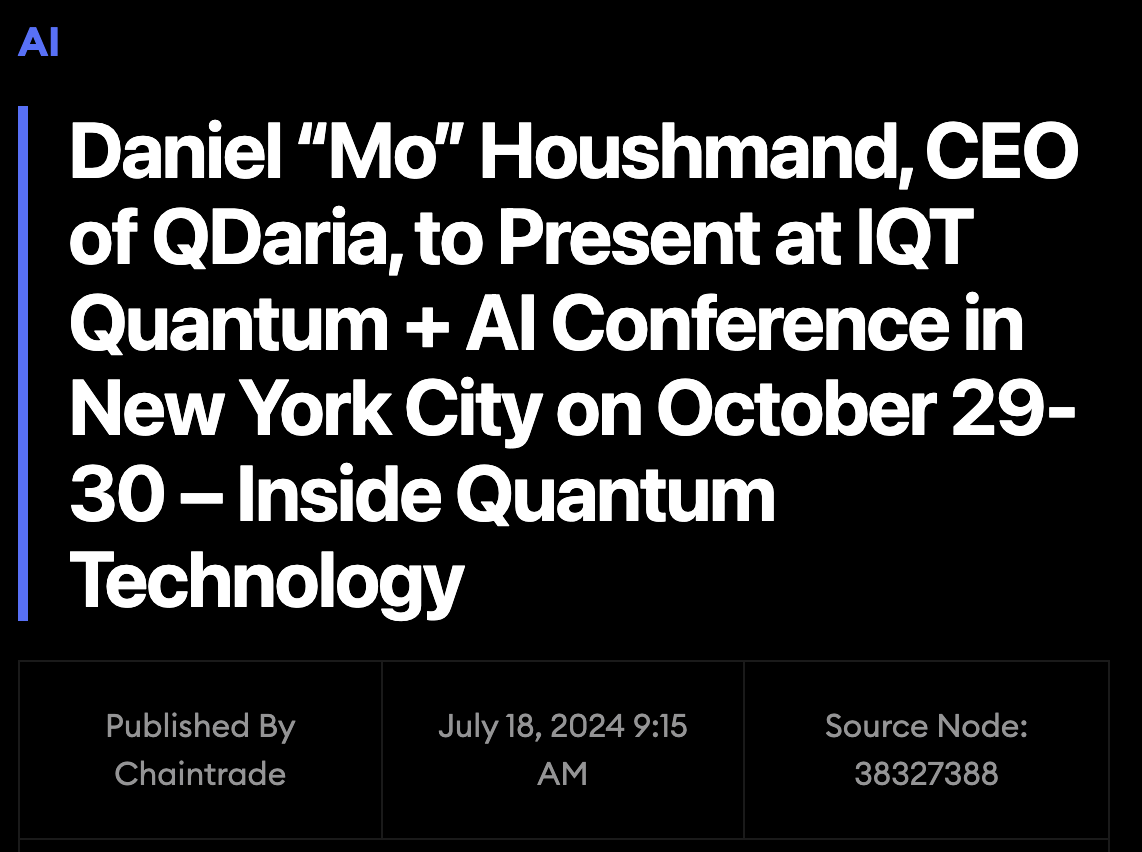 AI
Daniel “Mo” Houshmand, CEO
of QDaria, to Present at IQT
Quantum + AI Conference in
New York City on October 29-
30 – Inside Quantum
Technology
Published By
Chaintrade
July 18, 2024 9:15
AM
Source Node:
38327388